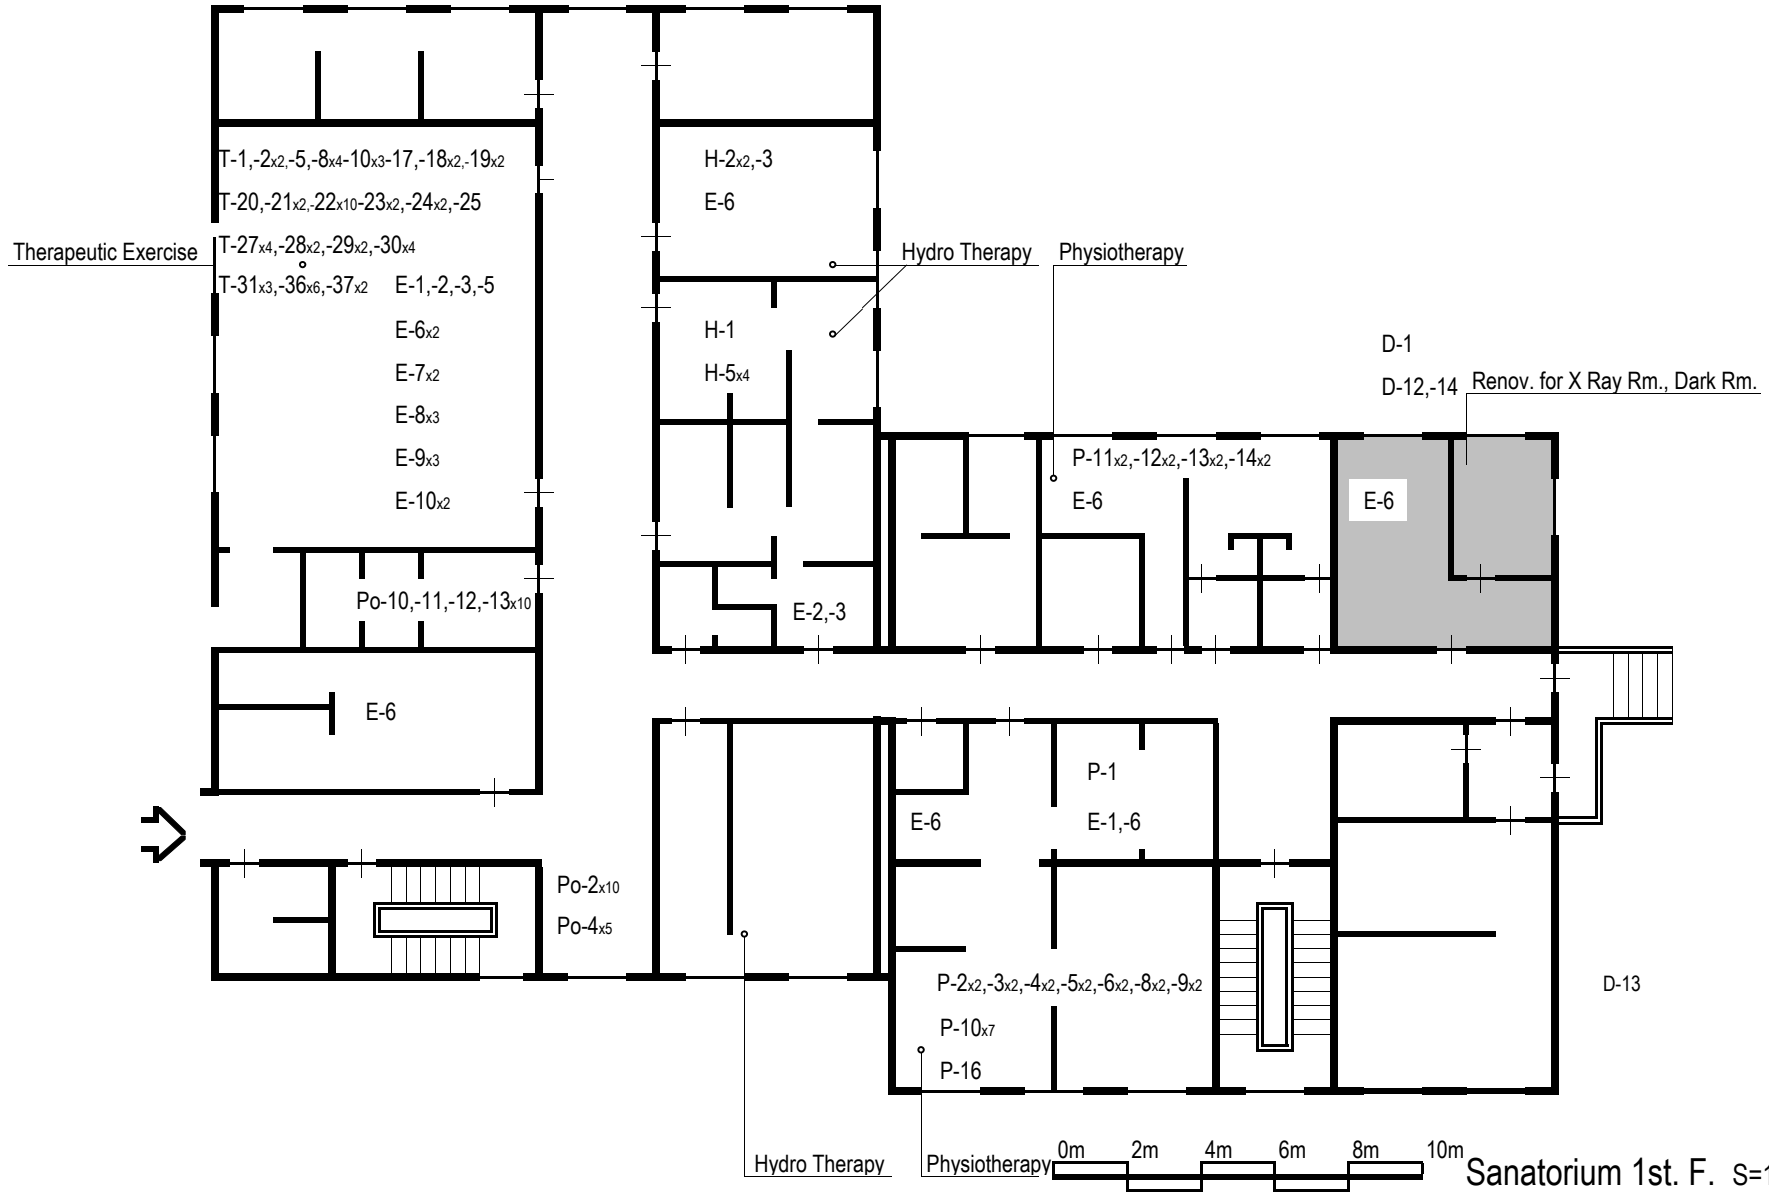 T-1,-2x2,-5,-8x4-10x3-17,-18x2,-19x2
T-20,-21x2,-22x10-23x2,-24x2,-25
T-27x4,-28x2,-29x2,-30x4
T-31x3,-36x6,-37x2
E-1,-2,-3,-5
E-6x2
E-7x2
E-8x3
E-9x3
E-10x2
Therapeutic Exercise
H-2x2,-3
E-6
Hydro Therapy
Physiotherapy
H-1
H-5x4
D-1
D-12,-14
Renov. for X Ray Rm., Dark Rm.
P-11x2,-12x2,-13x2,-14x2
E-6
E-6
Po-10,-11,-12,-13x10
E-2,-3
E-6
P-1
E-1,-6
E-6
Po-2x10
Po-4x5
P-2x2,-3x2,-4x2,-5x2,-6x2,-8x2,-9x2
P-10x7
P-16
D-13
Hydro Therapy
Physiotherapy
0m 2m 4m 6m 8m 10m
Sanatorium 1st. F. S=1